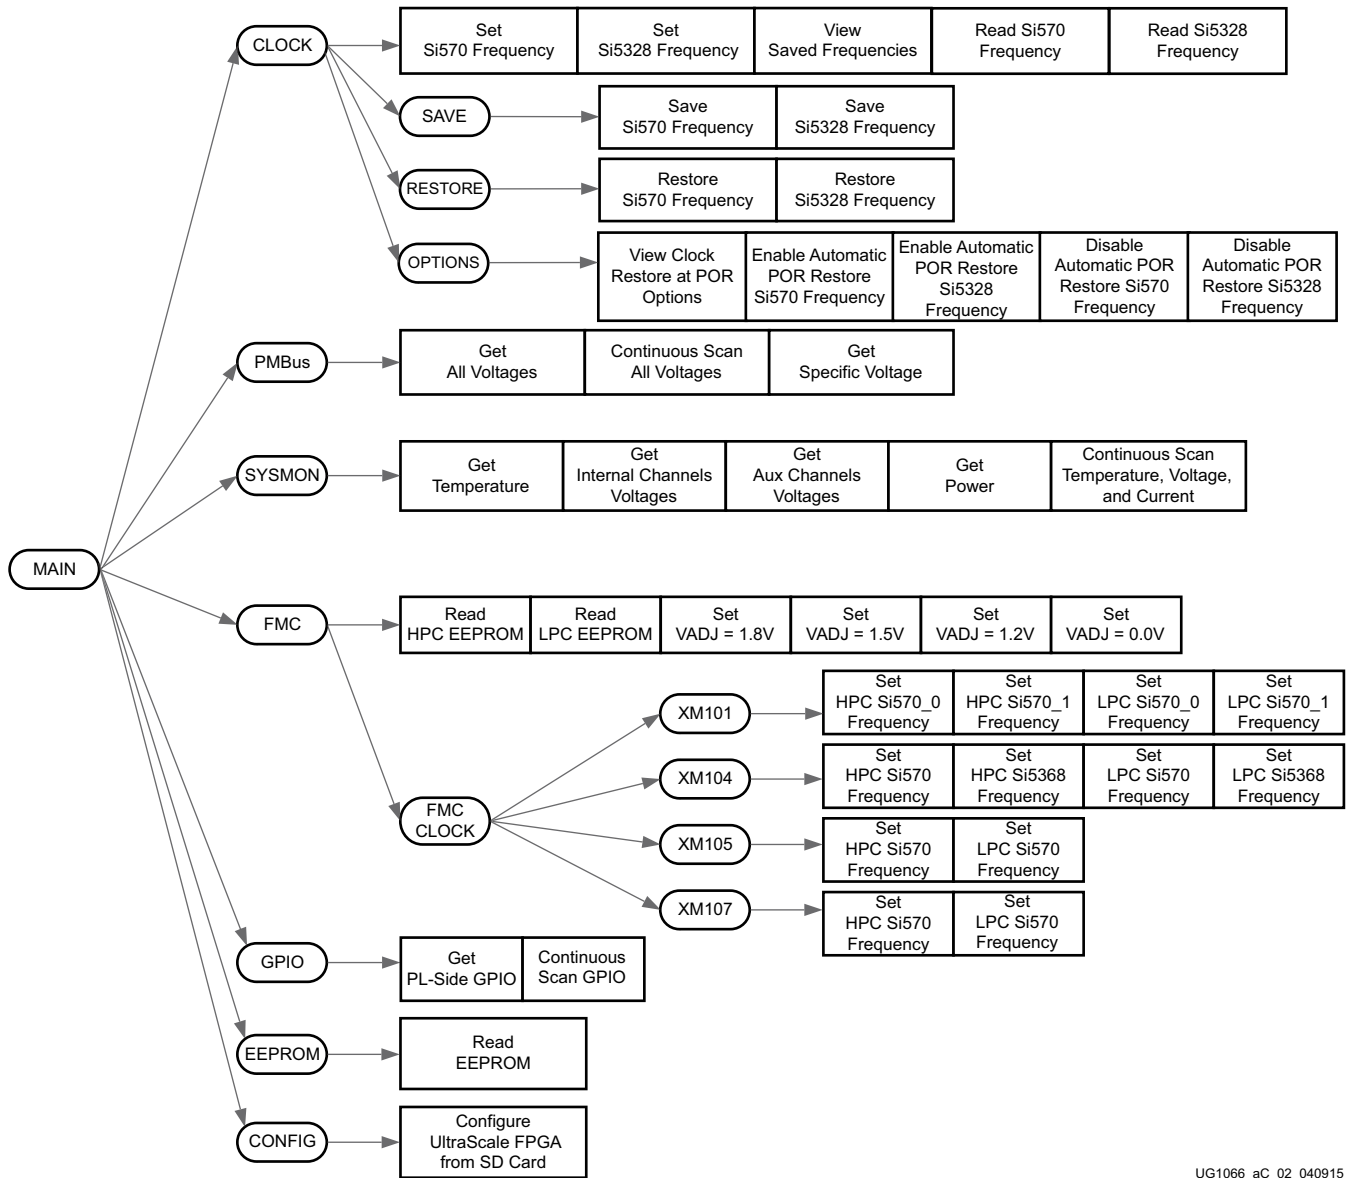 CLOCK
Set
Si570 Frequency
Set
Si5328 Frequency
View
Saved Frequencies
Read Si570
Frequency
Read Si5328
Frequency
SAVE
Save
Si570 Frequency
Save
Si5328 Frequency
RESTORE
Restore
Si570 Frequency
Restore
Si5328 Frequency
OPTIONS
View Clock
Restore at POR
Options
Enable Automatic
POR Restore
Si570 Frequency
Enable Automatic
POR Restore
Si5328
Frequency
Disable
Automatic POR
Restore Si570
Frequency
Disable
Automatic POR
Restore Si5328
Frequency
PMBus
Get
All Voltages
Continuous Scan
All Voltages
Get
Specific Voltage
SYSMON
Get
Temperature
Get
Internal Channels
Voltages
Get
Aux Channels
Voltages
Get
Power
Continuous Scan
Temperature, Voltage,
and Current
MAIN
FMC
Read
HPC EEPROM
Read
LPC EEPROM
Set
VADJ = 1.8V
Set
VADJ = 1.5V
Set
VADJ = 1.2V
Set
VADJ = 0.0V
XM101
Set
HPC Si570_0
Frequency
Set
HPC Si570_1
Frequency
Set
LPC Si570_0
Frequency
Set
LPC Si570_1
Frequency
XM104
Set
HPC Si570
Frequency
Set
HPC Si5368
Frequency
Set
LPC Si570
Frequency
Set
LPC Si5368
Frequency
FMC
CLOCK
XM105
Set
HPC Si570
Frequency
Set
LPC Si570
Frequency
XM107
Set
HPC Si570
Frequency
Set
LPC Si570
Frequency
GPIO
Get
PL-Side GPIO
Continuous
Scan GPIO
EEPROM
Read
EEPROM
CONFIG
Configure
UltraScale FPGA
from SD Card
UG1066_aC_02_040915